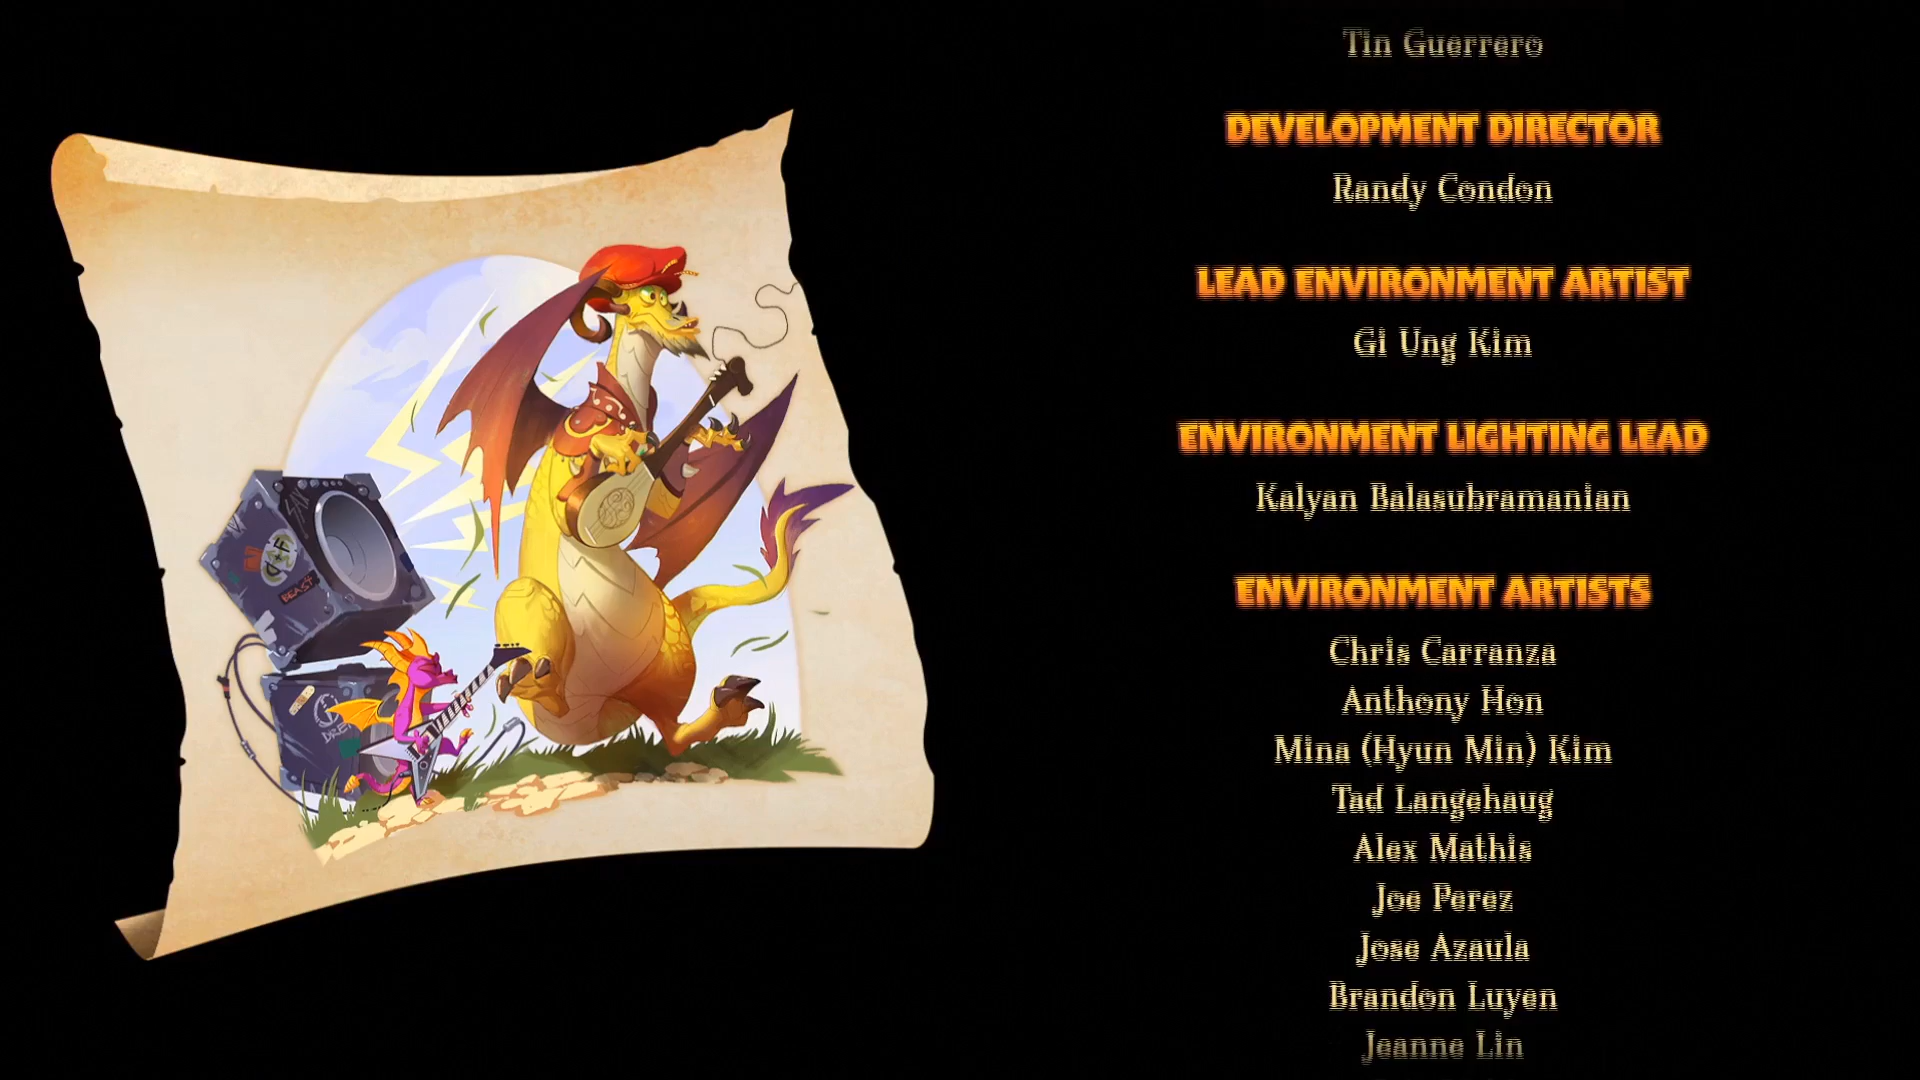 Tin Guerrero
DEVELOPMENT DIRECTOR
Randy Condon
LEAD ENVIRONMENT ARTIST
Gi Ung Kim
ENVIRONMENT LIGHTING LEAD
Kalyan Balasubramanian
ENVIRONMENT ARTISTS
Chris Carranza
Anthony Hon
Mina (Hyun Min) Kim
Tad Langehaug
Alex Mathis
Joe Perez
Jose Azaula
Brandon Luyen
Jeanne Lin
BEAST